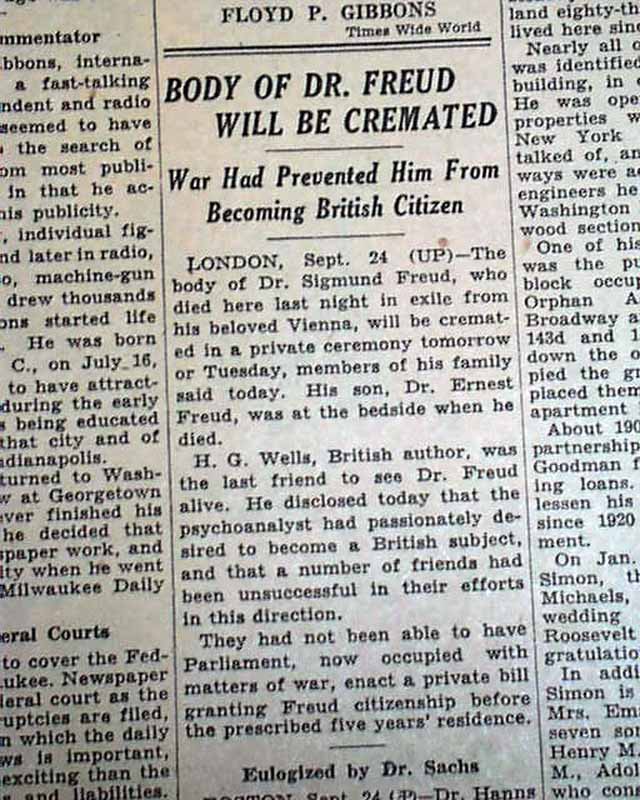 mmentator
ibbons, interna-
a fast-talking
ndent and radio
seemed to have
the search of
om most publi-
in that he ac-
his publicity.
, individual fig-
nd later in radio,
o, machine-gun
drew thousands
ons started life
. He was born
C., on July 16,
to have attract-
during the early
s being educated
that city and of
dianapolis.
turned to Wash-
w at Georgetown
ever finished his
he decided that
spaper work, and
ity when he went
Milwaukee Daily
eral Courts
to cover the Fed-
ukee. Newspaper
deral court as the
ruptcies are filed,
n which the daily
ws is important,
exciting than the
and liabilities.
FLOYD P. GIBBONS
Times Wide World
BODY OF DR. FREUD
WILL BE CREMATED
War Had Prevented Him From
Becoming British Citizen
LONDON, Sept. 24 (UP)—The
body of Dr. Sigmund Freud, who
died here last night in exile from
his beloved Vienna, will be cremat-
ed in a private ceremony tomorrow
or Tuesday, members of his family
said today. His son, Dr. Ernest
Freud, was at the bedside when he
died.
H. G. Wells, British author, was
the last friend to see Dr. Freud
alive. He disclosed today that the
psychoanalyst had passionately de-
sired to become a British subject,
and that a number of friends had
been unsuccessful in their efforts
in this direction.
They had not been able to have
Parliament, now occupied with
matters of war, enact a private bill
granting Freud citizenship before
the prescribed five years' residence.
Eulogized by Dr. Sachs
BOSTON, Sept. 24 (P)—Dr. Hanns
land eighty-th
lived here sinc
Nearly all o
was identified
building, in
He was ope
properties w
New York
talked of, an
ways were a
engineers he
Washington
wood section
One of his
was the pu
block occup
Orphan A
Broadway a
143d and 1
down the o
pied the gr
placed them
apartment
About 190
partnership
Goodman f
ing loans.
lessen his
since 1920
ment.
On Jan.
Simon, th
Michaels,
wedding
Roosevelt
gratulatio
In addi
Simon is
Mrs. Em
seven so
Henry M.
M., Adol
who con